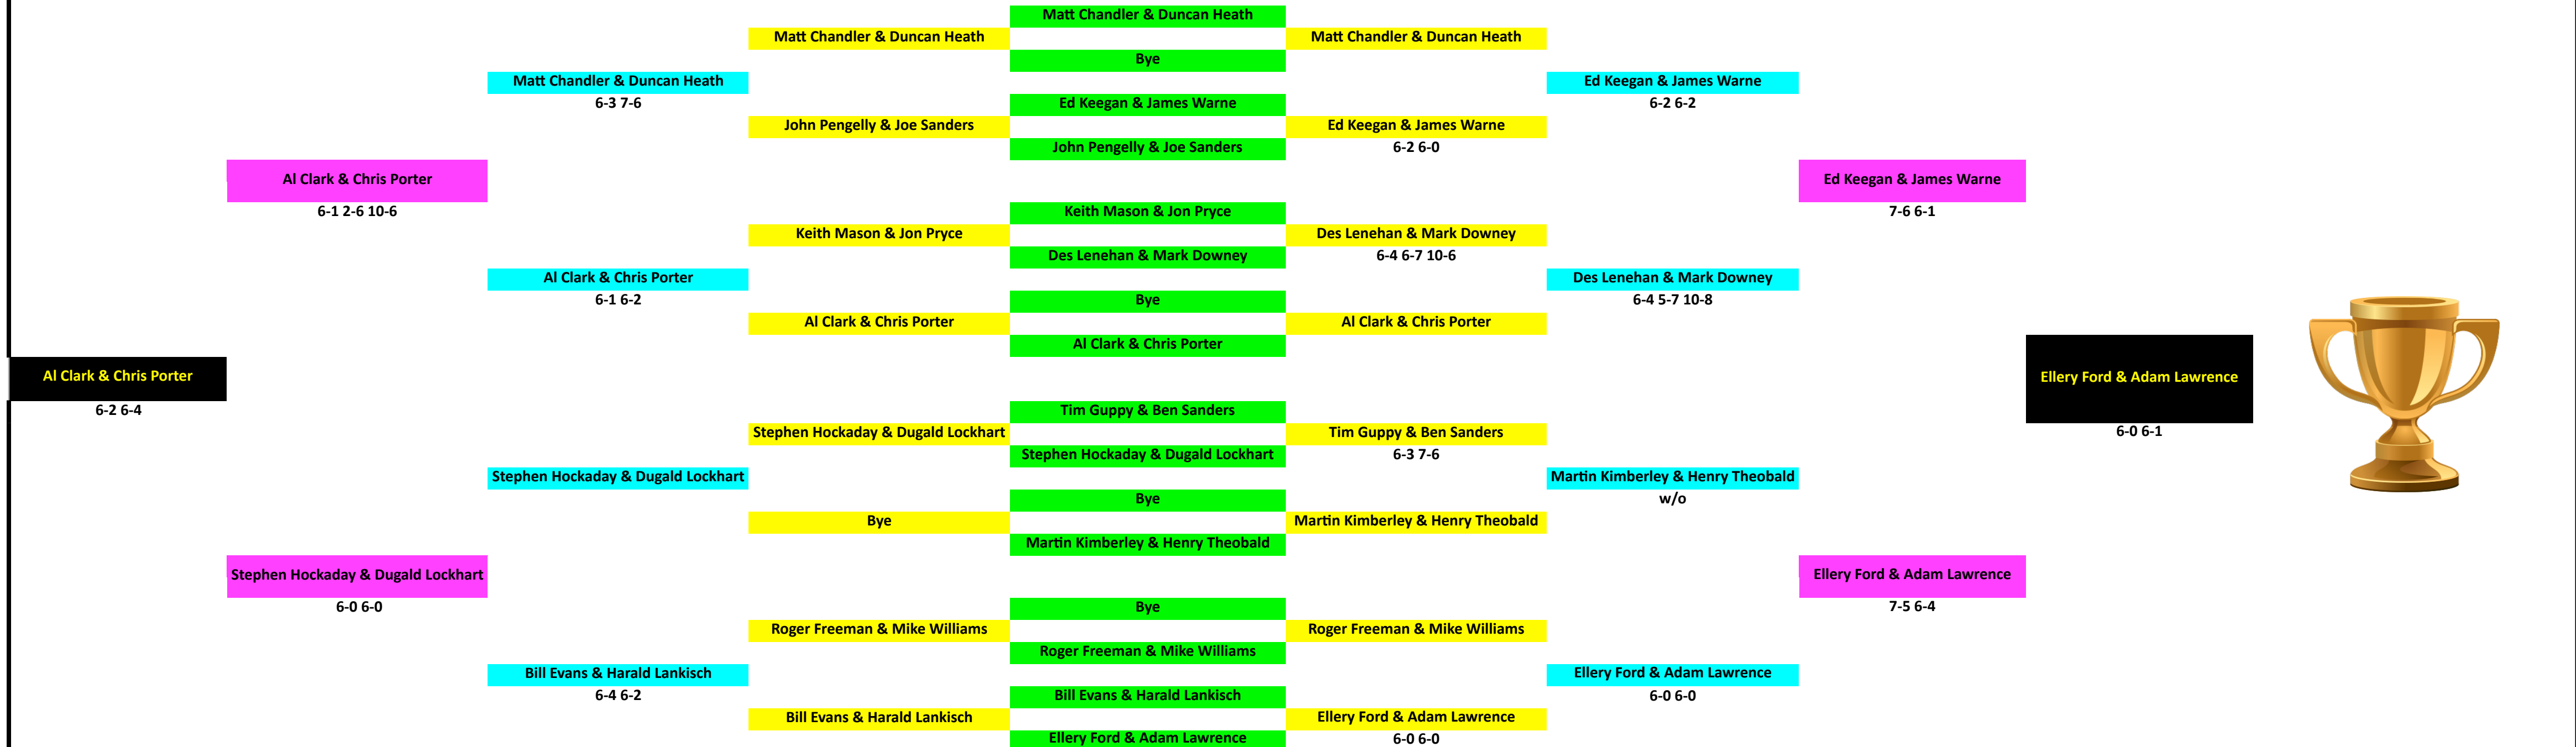 Matt Chandler & Duncan Heath
Matt Chandler & Duncan Heath
Matt Chandler & Duncan Heath
Bye
Matt Chandler & Duncan Heath
6-3 7-6
Ed Keegan & James Warne
6-2 6-2
Ed Keegan & James Warne
John Pengelly & Joe Sanders
Ed Keegan & James Warne
John Pengelly & Joe Sanders
6-2 6-0
Al Clark & Chris Porter
6-1 2-6 10-6
Ed Keegan & James Warne
7-6 6-1
Keith Mason & Jon Pryce
Keith Mason & Jon Pryce
Des Lenehan & Mark Downey
Des Lenehan & Mark Downey
6-4 6-7 10-6
Al Clark & Chris Porter
6-1 6-2
Des Lenehan & Mark Downey
6-4 5-7 10-8
Bye
Al Clark & Chris Porter
Al Clark & Chris Porter
Al Clark & Chris Porter
Al Clark & Chris Porter
6-2 6-4
Ellery Ford & Adam Lawrence
6-0 6-1
Tim Guppy & Ben Sanders
Stephen Hockaday & Dugald Lockhart
Tim Guppy & Ben Sanders
Stephen Hockaday & Dugald Lockhart
6-3 7-6
Stephen Hockaday & Dugald Lockhart
Martin Kimberley & Henry Theobald
w/o
Bye
Bye
Martin Kimberley & Henry Theobald
Martin Kimberley & Henry Theobald
Stephen Hockaday & Dugald Lockhart
6-0 6-0
Ellery Ford & Adam Lawrence
7-5 6-4
Bye
Roger Freeman & Mike Williams
Roger Freeman & Mike Williams
Roger Freeman & Mike Williams
Bill Evans & Harald Lankisch
6-4 6-2
Ellery Ford & Adam Lawrence
6-0 6-0
Bill Evans & Harald Lankisch
Bill Evans & Harald Lankisch
Ellery Ford & Adam Lawrence
Ellery Ford & Adam Lawrence
6-0 6-0